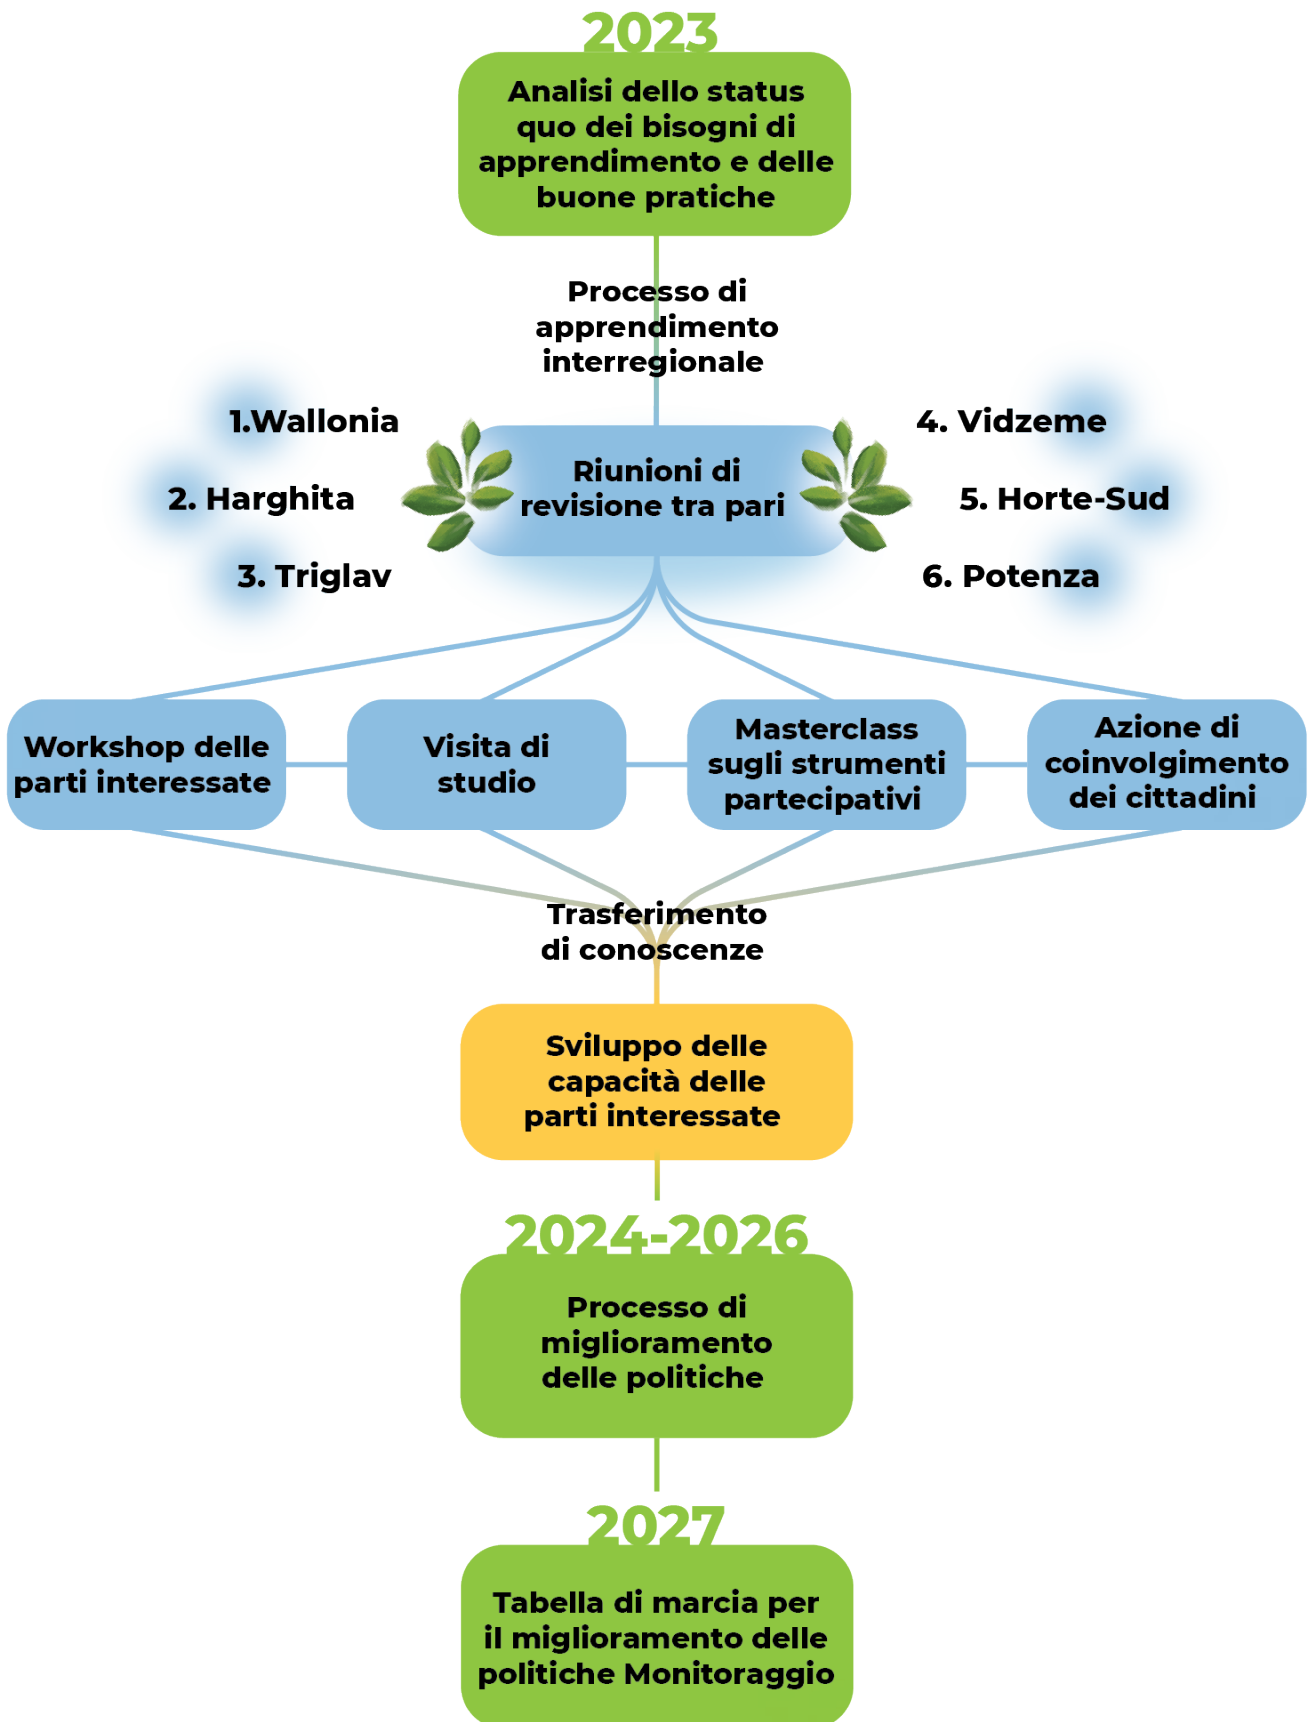 2023
Analisi dello status
quo dei bisogni di
apprendimento e delle
buone pratiche
Processo di
apprendimento
interregionale
1.Wallonia
2. Harghita
3. Triglav
Riunioni di
revisione tra pari
4. Vidzeme
5. Horte-Sud
6. Potenza
Workshop delle
parti interessate
Visita di
studio
Masterclass
sugli strumenti
partecipativi
Azione di
coinvolgimento
dei cittadini
Trasferimento
di conoscenze
Sviluppo delle
capacità delle
parti interessate
2024-2026
Processo di
miglioramento
delle politiche
2027
Tabella di marcia per
il miglioramento delle
politiche Monitoraggio